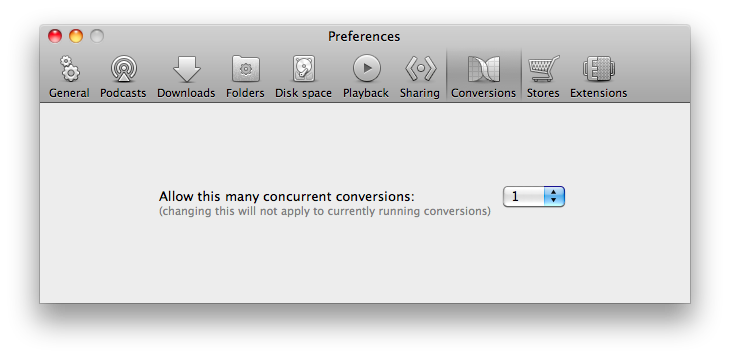 Preferences
General Podcasts Downloads Folders Disk space Playback Sharing Conversions Stores Extensions
Allow this many concurrent conversions: 1
(changing this will not apply to currently running conversions)